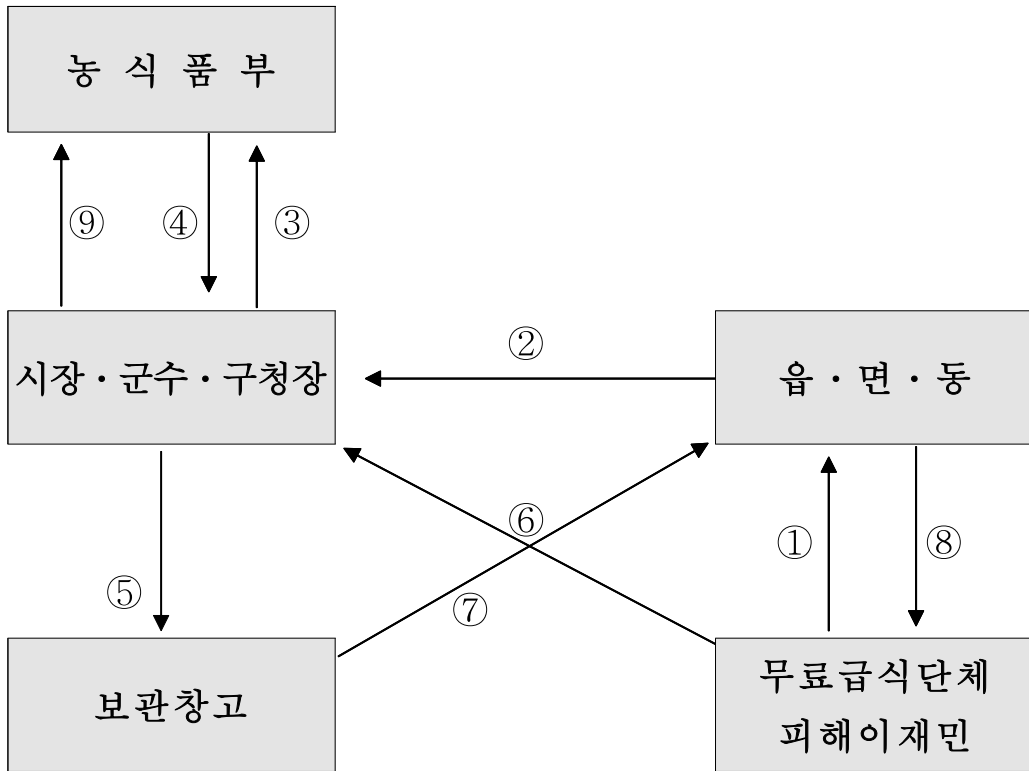 농 식 품 부
⑨
④
③
시장·군수·구청장
②
읍·면·동
⑤
⑥
⑦
①
⑧
보관창고
무료급식단체
피해이재민